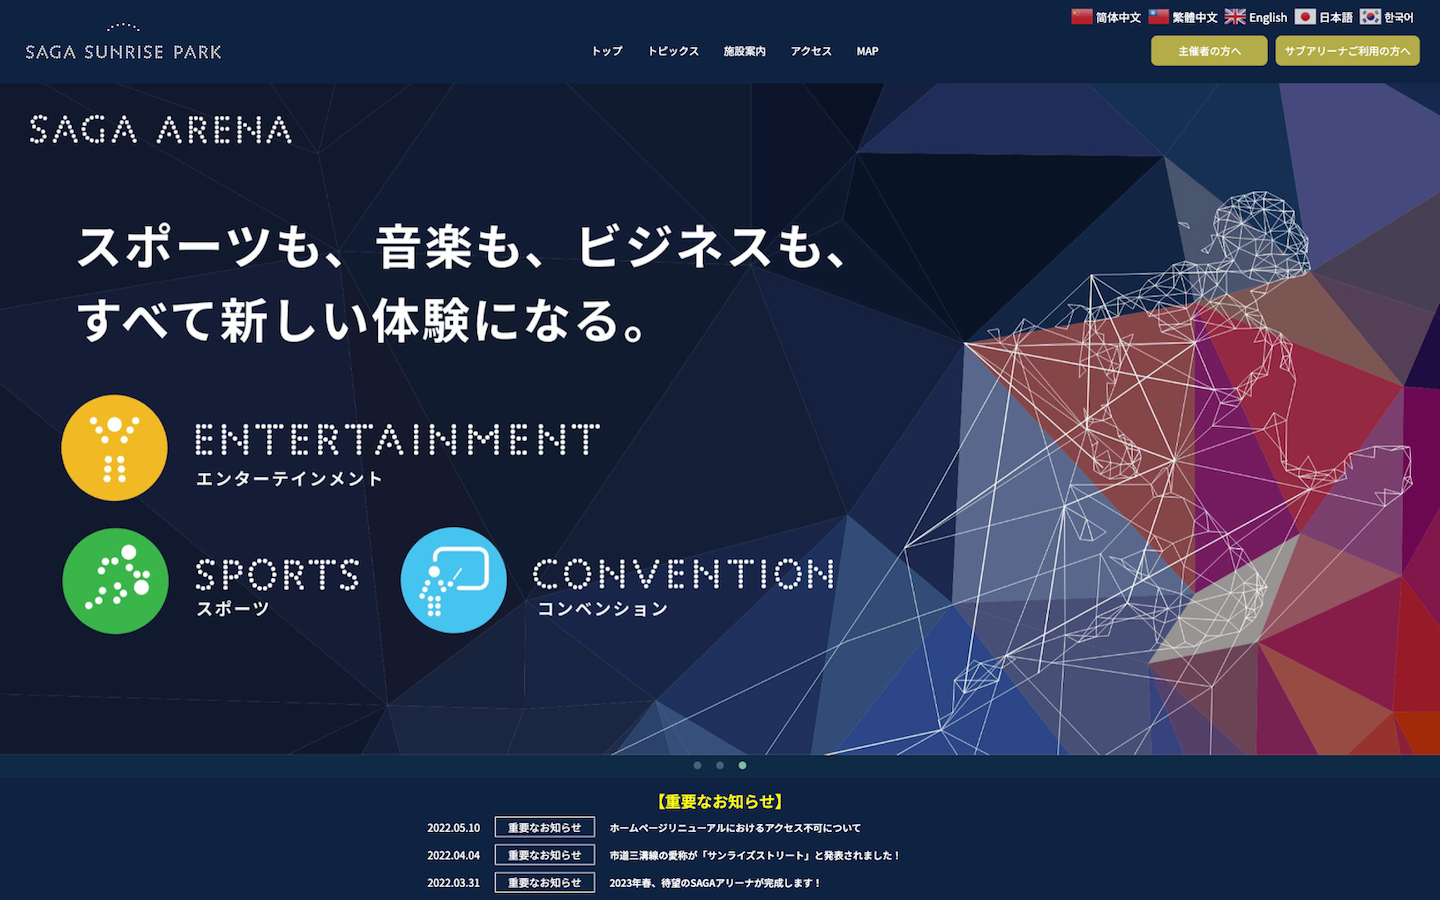 SAGA SUNRISE PARK
简体中文 繁體中文 English 日本語 한국어
トップ トピックス 施設案内 アクセス MAP
主催者の方へ サブアリーナご利用の方へ
SAGA ARENA
スポーツも、音楽も、ビジネスも、
すべて新しい体験になる。
ENTERTAINMENT
エンターテインメント
SPORTS
スポーツ
CONVENTION
コンベンション
【重要なお知らせ】
2022.05.10 重要なお知らせ ホームページリニューアルにおけるアクセス不可について
2022.04.04 重要なお知らせ 市道三溝線の愛称が「サンライズストリート」と発表されました！
2022.03.31 重要なお知らせ 2023年春、待望のSAGAアリーナが完成します！